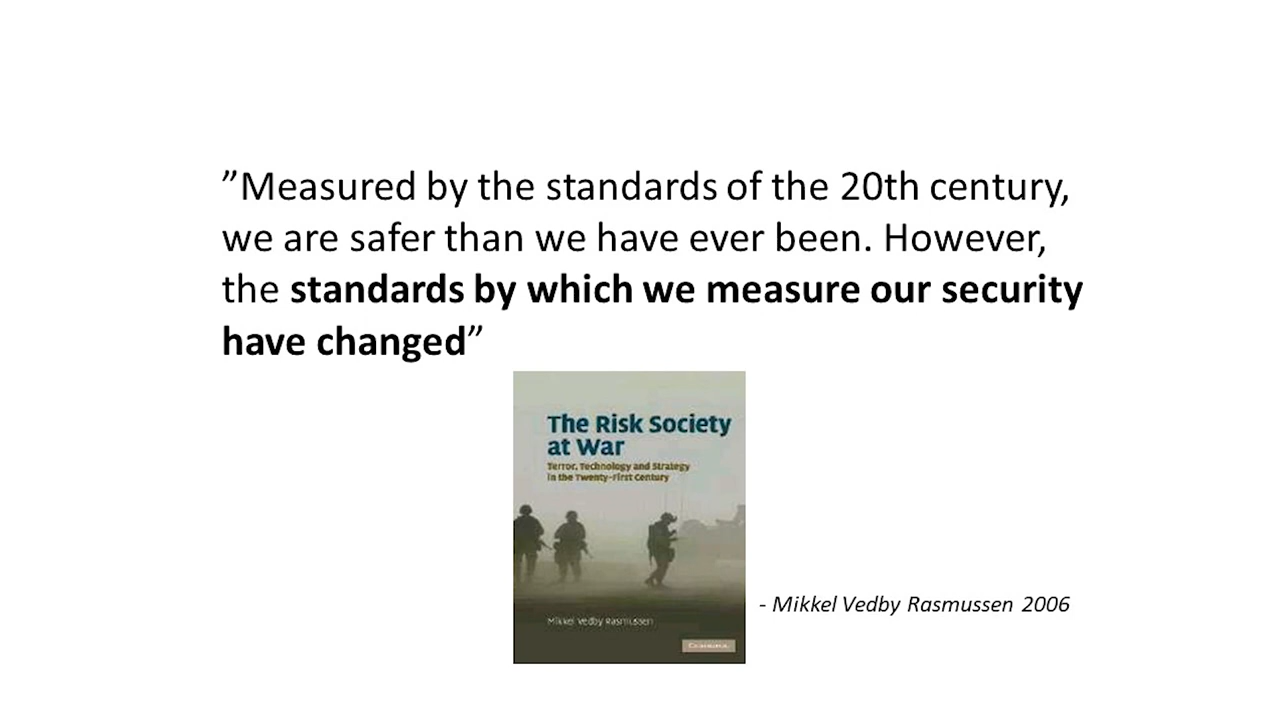 ”Measured by the standards of the 20th century,
we are safer than we have ever been. However,
the standards by which we measure our security
have changed”
The Risk Society
at War
Terror, Technology and Strategy
in the Twenty-First Century
Mikkel Vedby Rasmussen
- Mikkel Vedby Rasmussen 2006